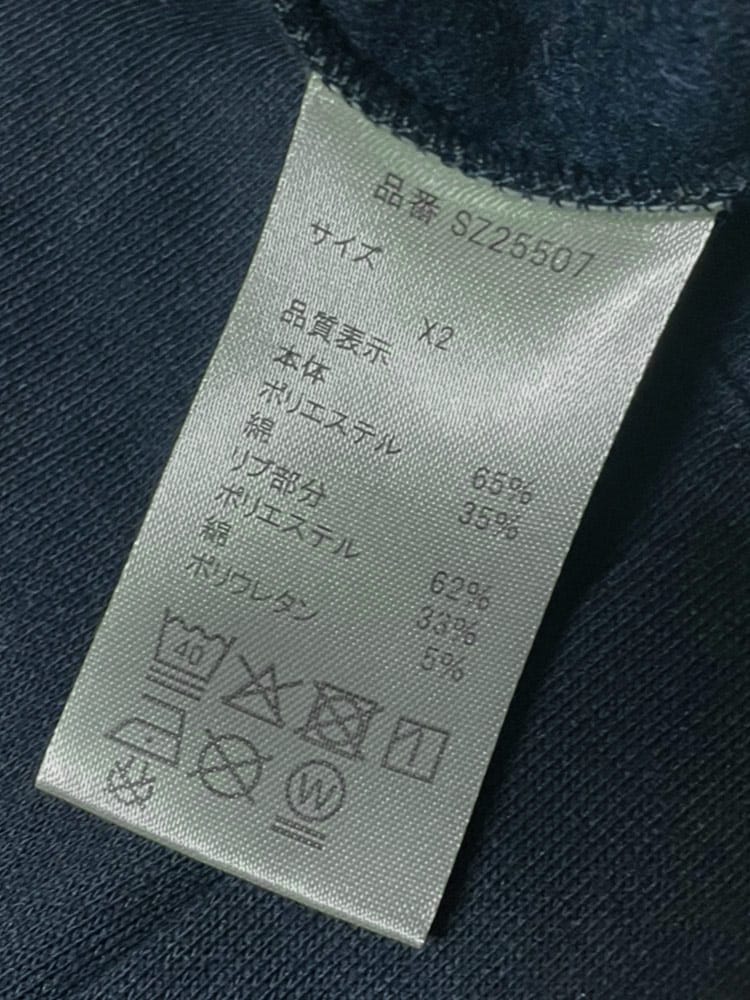 品番 SZ25507
サイズ
X2
品質表示
本体
ポリエステル 65%
綿 35%
リブ部分
ポリエステル 62%
綿 33%
ポリウレタン 5%
40
W